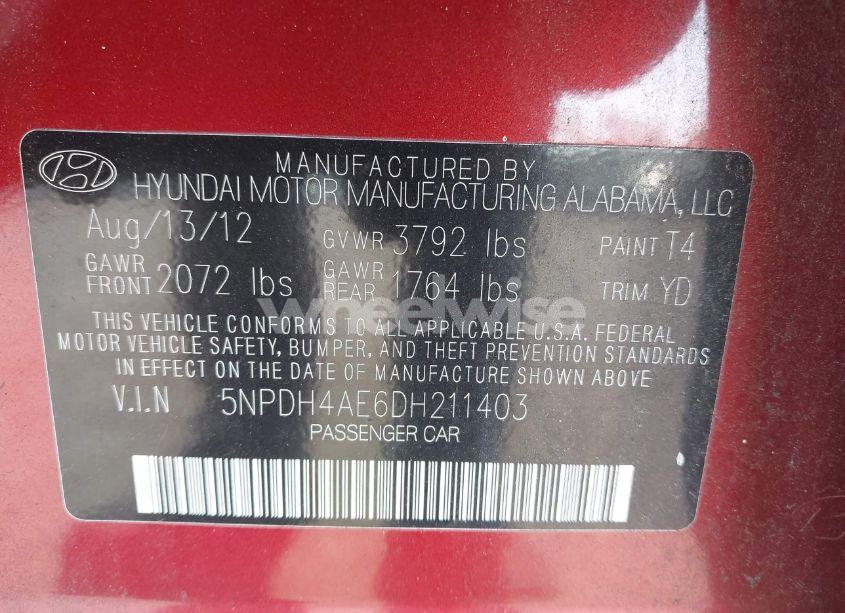 MANUFACTURED BY
HYUNDAI MOTOR MANUFACTURING ALABAMA, LLC
Aug/13/12 GVWR 3792 lbs PAINT T4
GAWR FRONT 2072 lbs GAWR REAR 1764 lbs TRIM YD
wheelwise
THIS VEHICLE CONFORMS TO ALL APPLICABLE U.S.A. FEDERAL
MOTOR VEHICLE SAFETY, BUMPER, AND THEFT PREVENTION STANDARDS
IN EFFECT ON THE DATE OF MANUFACTURE SHOWN ABOVE.
V.I.N 5NPDH4AE6DH211403
PASSENGER CAR